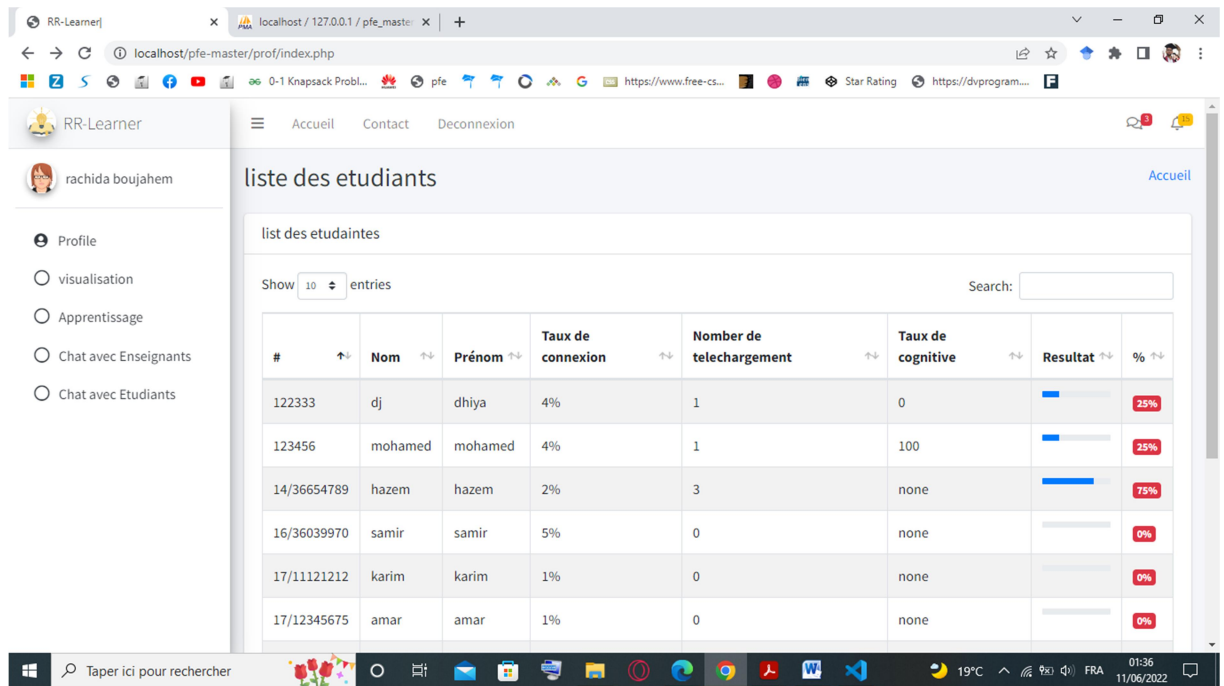 RR-Learner
localhost / 127.0.0.1 / pfe_master
localhost/pfe-master/prof/index.php
0-1 Knapsack Probl...
pfe
https://www.free-cs...
Star Rating
https://dvprogram....
RR-Learner
Accueil Contact Deconnexion
3
15
rachida boujahem
Profile
visualisation
Apprentissage
Chat avec Enseignants
Chat avec Etudiants
liste des etudiants
Accueil
list des etudaintes
Show 10 entries
Search:
# Nom Prénom Taux de connexion Nomber de telechargement Taux de cognitive Resultat %
122333 dj dhiya 4% 1 0 25%
123456 mohamed mohamed 4% 1 100 25%
14/36654789 hazem hazem 2% 3 none 75%
16/36039970 samir samir 5% 0 none 0%
17/11121212 karim karim 1% 0 none 0%
17/12345675 amar amar 1% 0 none 0%
Taper ici pour rechercher
19°C
FRA
01:36
11/06/2022